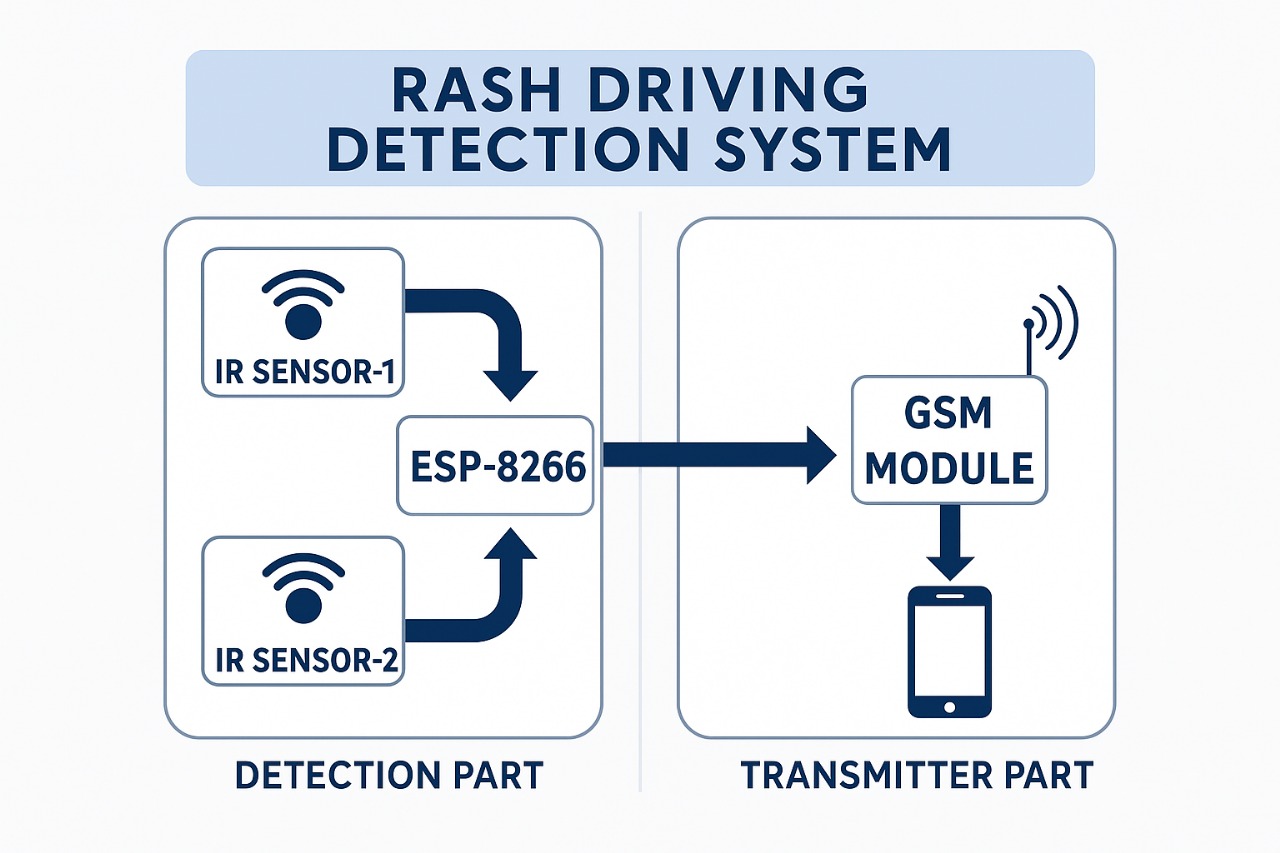 RASH DRIVING
DETECTION SYSTEM
IR SENSOR-1
ESP-8266
IR SENSOR-2
DETECTION PART
GSM
MODULE
TRANSMITTER PART